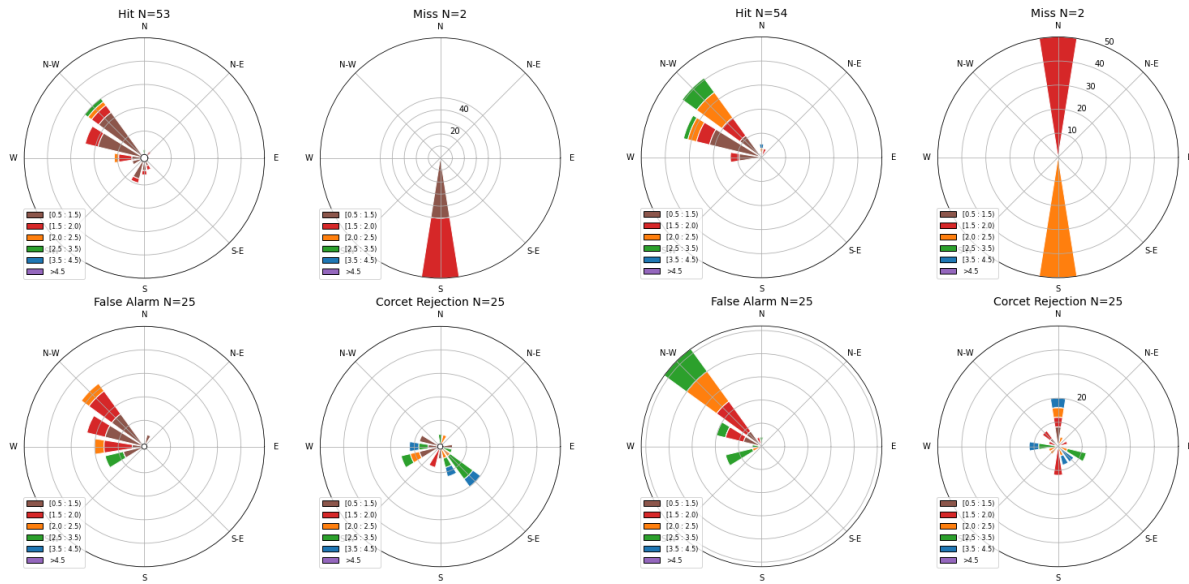 Hit N=53
N
N-W
N-E
W
E
S-E
S
[0.5 : 1.5)
[1.5 : 2.0)
[2.0 : 2.5)
[2.5 : 3.5)
[3.5 : 4.5)
>4.5
Miss N=2
N
N-W
N-E
40
20
W
E
S-E
S
[0.5 : 1.5)
[1.5 : 2.0)
[2.0 : 2.5)
[2.5 : 3.5)
[3.5 : 4.5)
>4.5
Hit N=54
N
N-W
N-E
W
E
S-E
S
[0.5 : 1.5)
[1.5 : 2.0)
[2.0 : 2.5)
[2.5 : 3.5)
[3.5 : 4.5)
>4.5
Miss N=2
N
N-W
N-E
50
40
30
20
10
W
S-E
S
[0.5 : 1.5)
[1.5 : 2.0)
[2.0 : 2.5)
[2.5 : 3.5)
[3.5 : 4.5)
>4.5
False Alarm N=25
N
N-W
N-E
W
E
S-E
S
[0.5 : 1.5)
[1.5 : 2.0)
[2.0 : 2.5)
[2.5 : 3.5)
[3.5 : 4.5)
>4.5
Corcet Rejection N=25
N
N-W
N-E
W
E
S-E
S
[0.5 : 1.5)
[1.5 : 2.0)
[2.0 : 2.5)
[2.5 : 3.5)
[3.5 : 4.5)
>4.5
False Alarm N=25
N
N-W
N-E
W
E
S-E
S
[0.5 : 1.5)
[1.5 : 2.0)
[2.0 : 2.5)
[2.5 : 3.5)
[3.5 : 4.5)
>4.5
Corcet Rejection N=25
N
N-W
N-E
20
W
E
S-E
S
[0.5 : 1.5)
[1.5 : 2.0)
[2.0 : 2.5)
[2.5 : 3.5)
[3.5 : 4.5)
>4.5